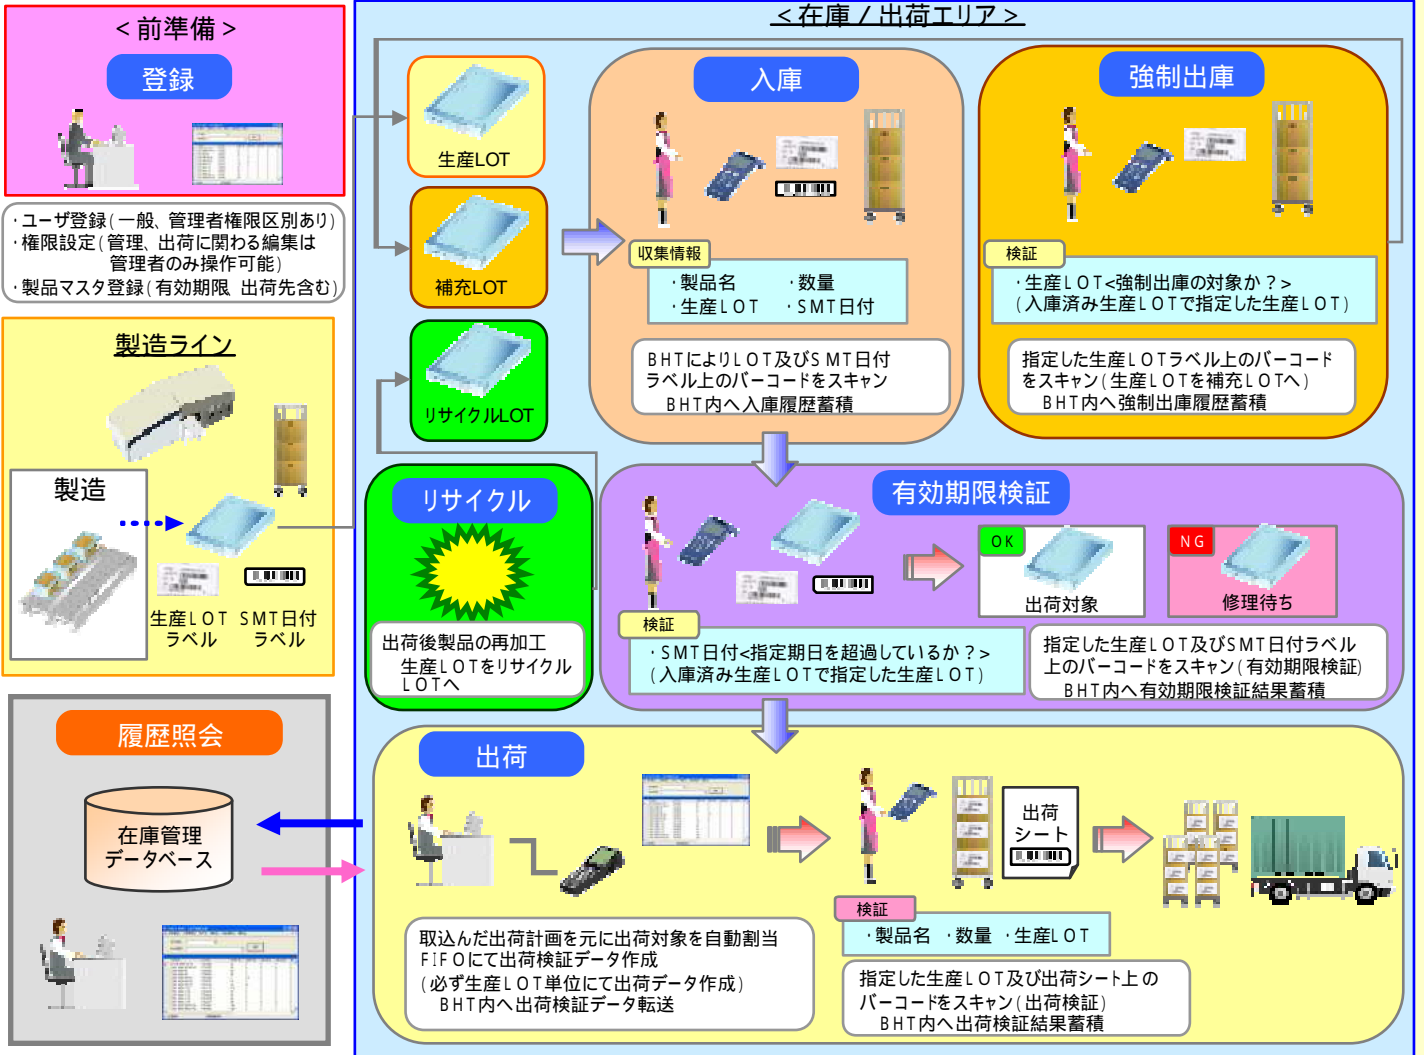 ＜前準備＞
登録
・ユーザ登録(一般、管理者権限区別あり)
・権限設定(管理、出荷に関わる編集は
管理者のみ操作可能)
・製品マスタ登録(有効期限 出荷先含む)
製造ライン
製造
生産LOT
ラベル
SMT日付
ラベル
履歴照会
在庫管理
データベース
＜在庫／出荷エリア＞
生産LOT
補充LOT
リサイクルLOT
入庫
収集情報
・製品名 ・数量
・生産LOT ・SMT日付
BHTによりLOT及びSMT日付
ラベル上のバーコードをスキャン
BHT内へ入庫履歴蓄積
強制出庫
検証
・生産LOT<強制出庫の対象か？>
(入庫済み生産LOTで指定した生産LOT)
指定した生産LOTラベル上のバーコード
をスキャン(生産LOTを補充LOTへ)
BHT内へ強制出庫履歴蓄積
リサイクル
出荷後製品の再加工
生産LOTをリサイクル
LOTへ
有効期限検証
OK
出荷対象
NG
修理待ち
検証
・SMT日付<指定期日を超過しているか？>
(入庫済み生産LOTで指定した生産LOT)
指定した生産LOT及びSMT日付ラベル
上のバーコードをスキャン(有効期限検証)
BHT内へ有効期限検証結果蓄積
出荷
取込んだ出荷計画を元に出荷対象を自動割当
FIFOにて出荷検証データ作成
(必ず生産LOT単位にて出荷データ作成)
BHT内へ出荷検証データ転送
出荷
シート
検証
・製品名 ・数量 ・生産LOT
指定した生産LOT及び出荷シート上の
バーコードをスキャン(出荷検証)
BHT内へ出荷検証結果蓄積